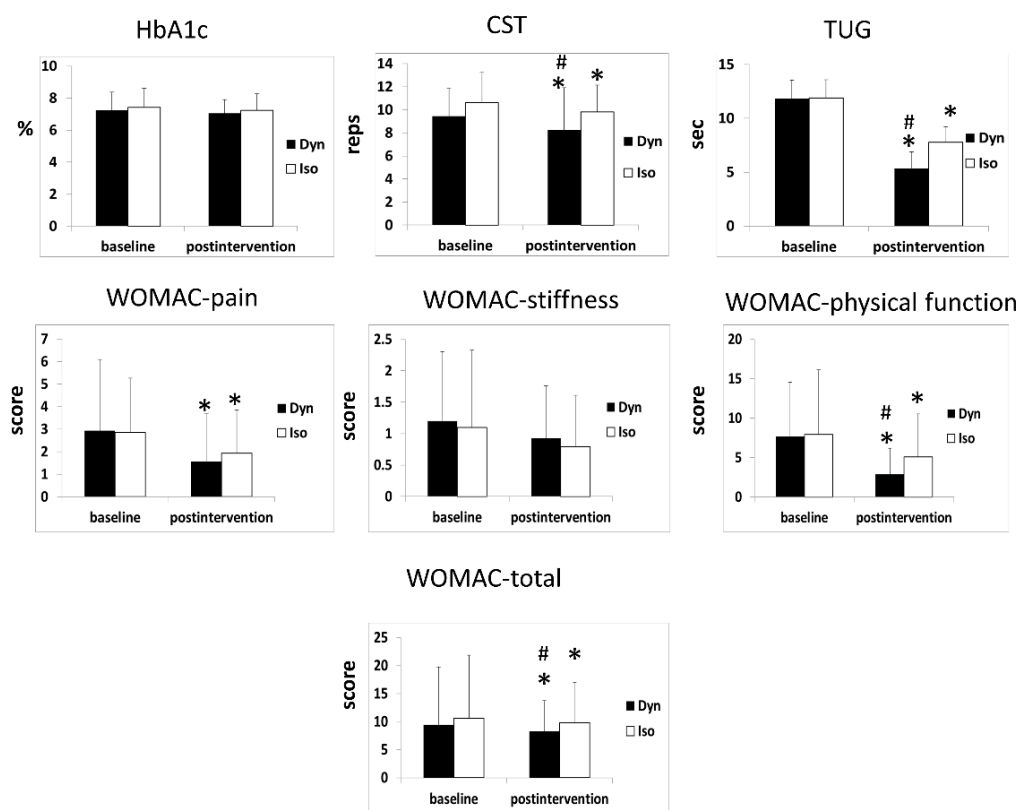 HbA1c
10
8
6
4
2
0
%
baseline
postintervention
Dyn
Iso
CST
14
12
10
8
6
4
2
0
reps
#
*
*
baseline
postintervention
Dyn
Iso
TUG
15
10
5
0
sec
#
*
*
baseline
postintervention
Dyn
Iso
WOMAC-pain
7
6
5
4
3
2
1
0
score
*
*
baseline
postintervention
Dyn
Iso
WOMAC-stiffness
2.5
2
1.5
1
0.5
0
score
baseline
postintervention
Dyn
Iso
WOMAC-physical function
20
15
10
5
0
score
#
*
*
baseline
postintervention
Dyn
Iso
WOMAC-total
25
20
15
10
5
0
score
#
*
*
baseline
postintervention
Dyn
Iso